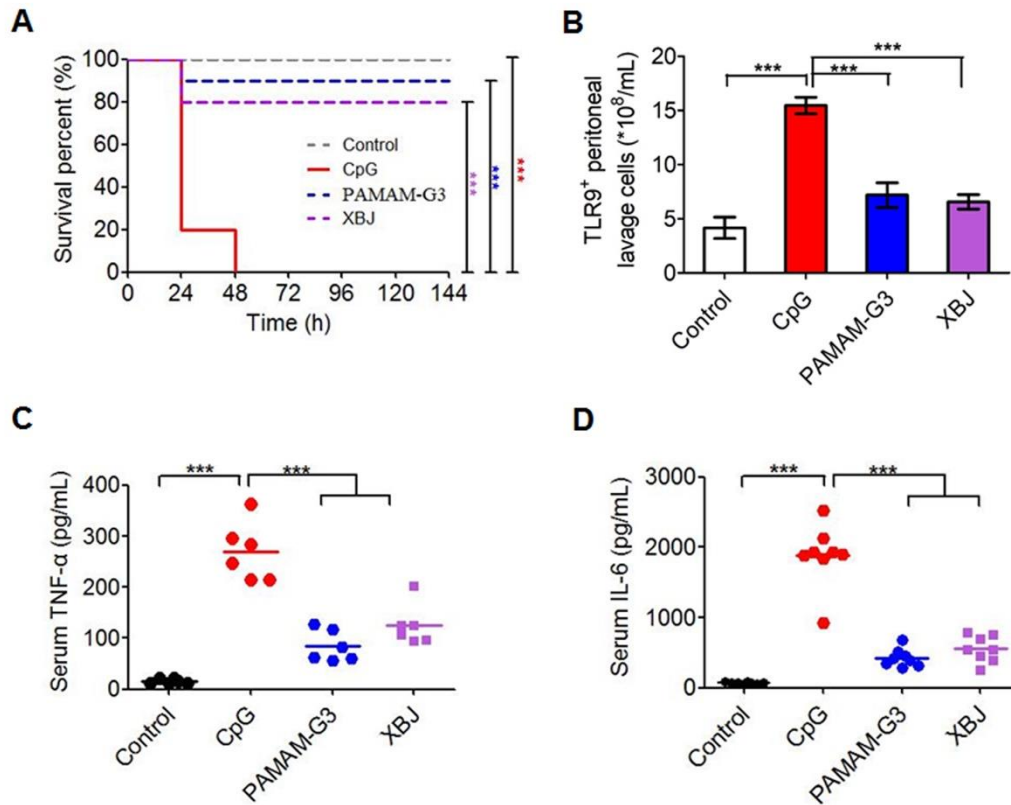 A
Survival percent (%)
100
80
60
40
20
0
0 24 48 72 96 120 144
Time (h)
Control
CpG
PAMAM-G3
XBJ
***
***
***
B
TLR9+ peritoneal
lavage cells (*10^8/mL)
20
15
10
5
0
***
***
***
Control
CpG
PAMAM-G3
XBJ
C
Serum TNF-α (pg/mL)
400
300
200
100
0
***
***
Control
CpG
PAMAM-G3
XBJ
D
Serum IL-6 (pg/mL)
3000
2000
1000
0
***
***
Control
CpG
PAMAM-G3
XBJ